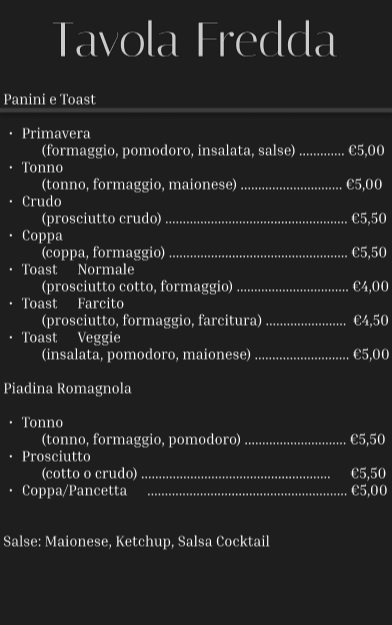 Tavola Fredda
Panini e Toast
• Primavera
(formaggio, pomodoro, insalata, salse) ............. €5,00
• Tonno
(tonno, formaggio, maionese) .............................. €5,00
• Crudo
(prosciutto crudo) ...................................................... €5,50
• Coppa
(coppa, formaggio) ..................................................... €5,50
• Toast Normale
(prosciutto cotto, formaggio) ................................. €4,00
• Toast Farcito
(prosciutto, formaggio, farcitura) ........................ €4,50
• Toast Veggie
(insalata, pomodoro, maionese) ............................ €5,00
Piadina Romagnola
• Tonno
(tonno, formaggio, pomodoro) .............................. €5,50
• Prosciutto
(cotto o crudo) ........................................................ €5,50
• Coppa/Pancetta ........................................................... €5,00
Salse: Maionese, Ketchup, Salsa Cocktail